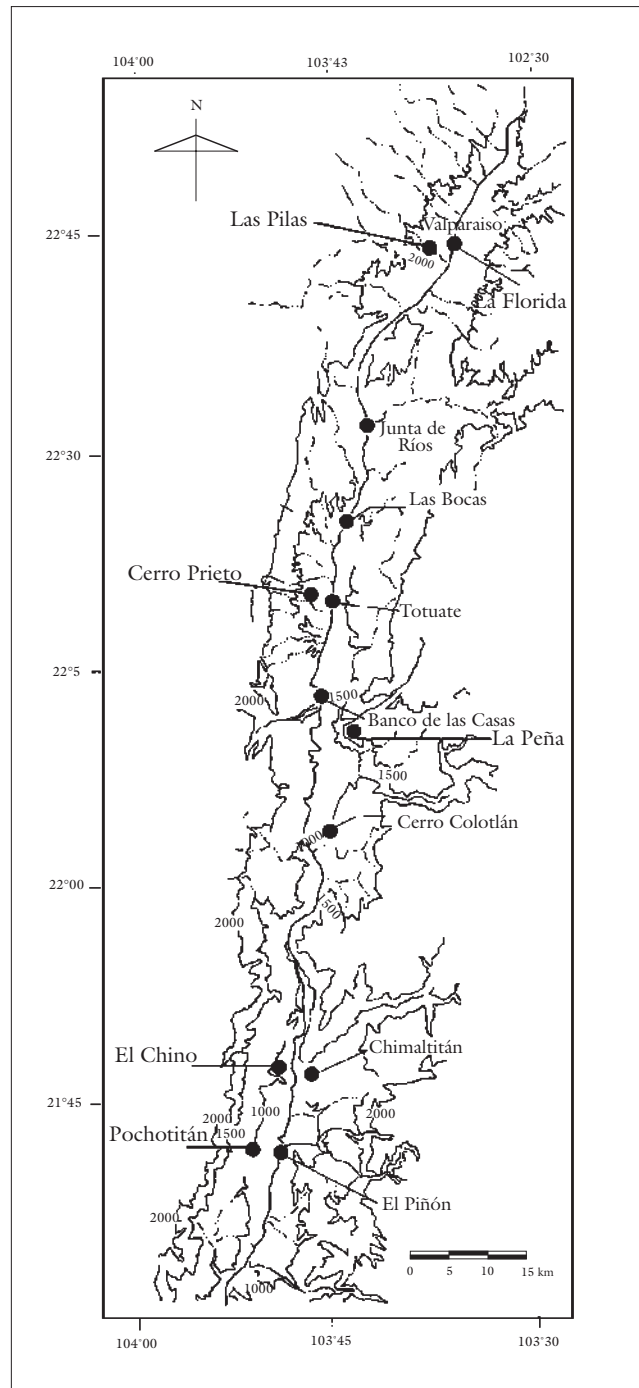 104°00 103°43 102°30
N
Las Pilas
Valparaiso
22°45
2000
La Florida
Junta de
Ríos
22°30
Las Bocas
Cerro Prieto
Totuate
22°5
2000
1500
Banco de las Casas
La Peña
1500
Cerro Colotlán
22°00
2000
El Chino
Chimaltitán
21°45
1000
2000
2000
1500
Pochotitán
El Piñón
2000
1000
0 5 10 15 km
104°00 103°45 103°30